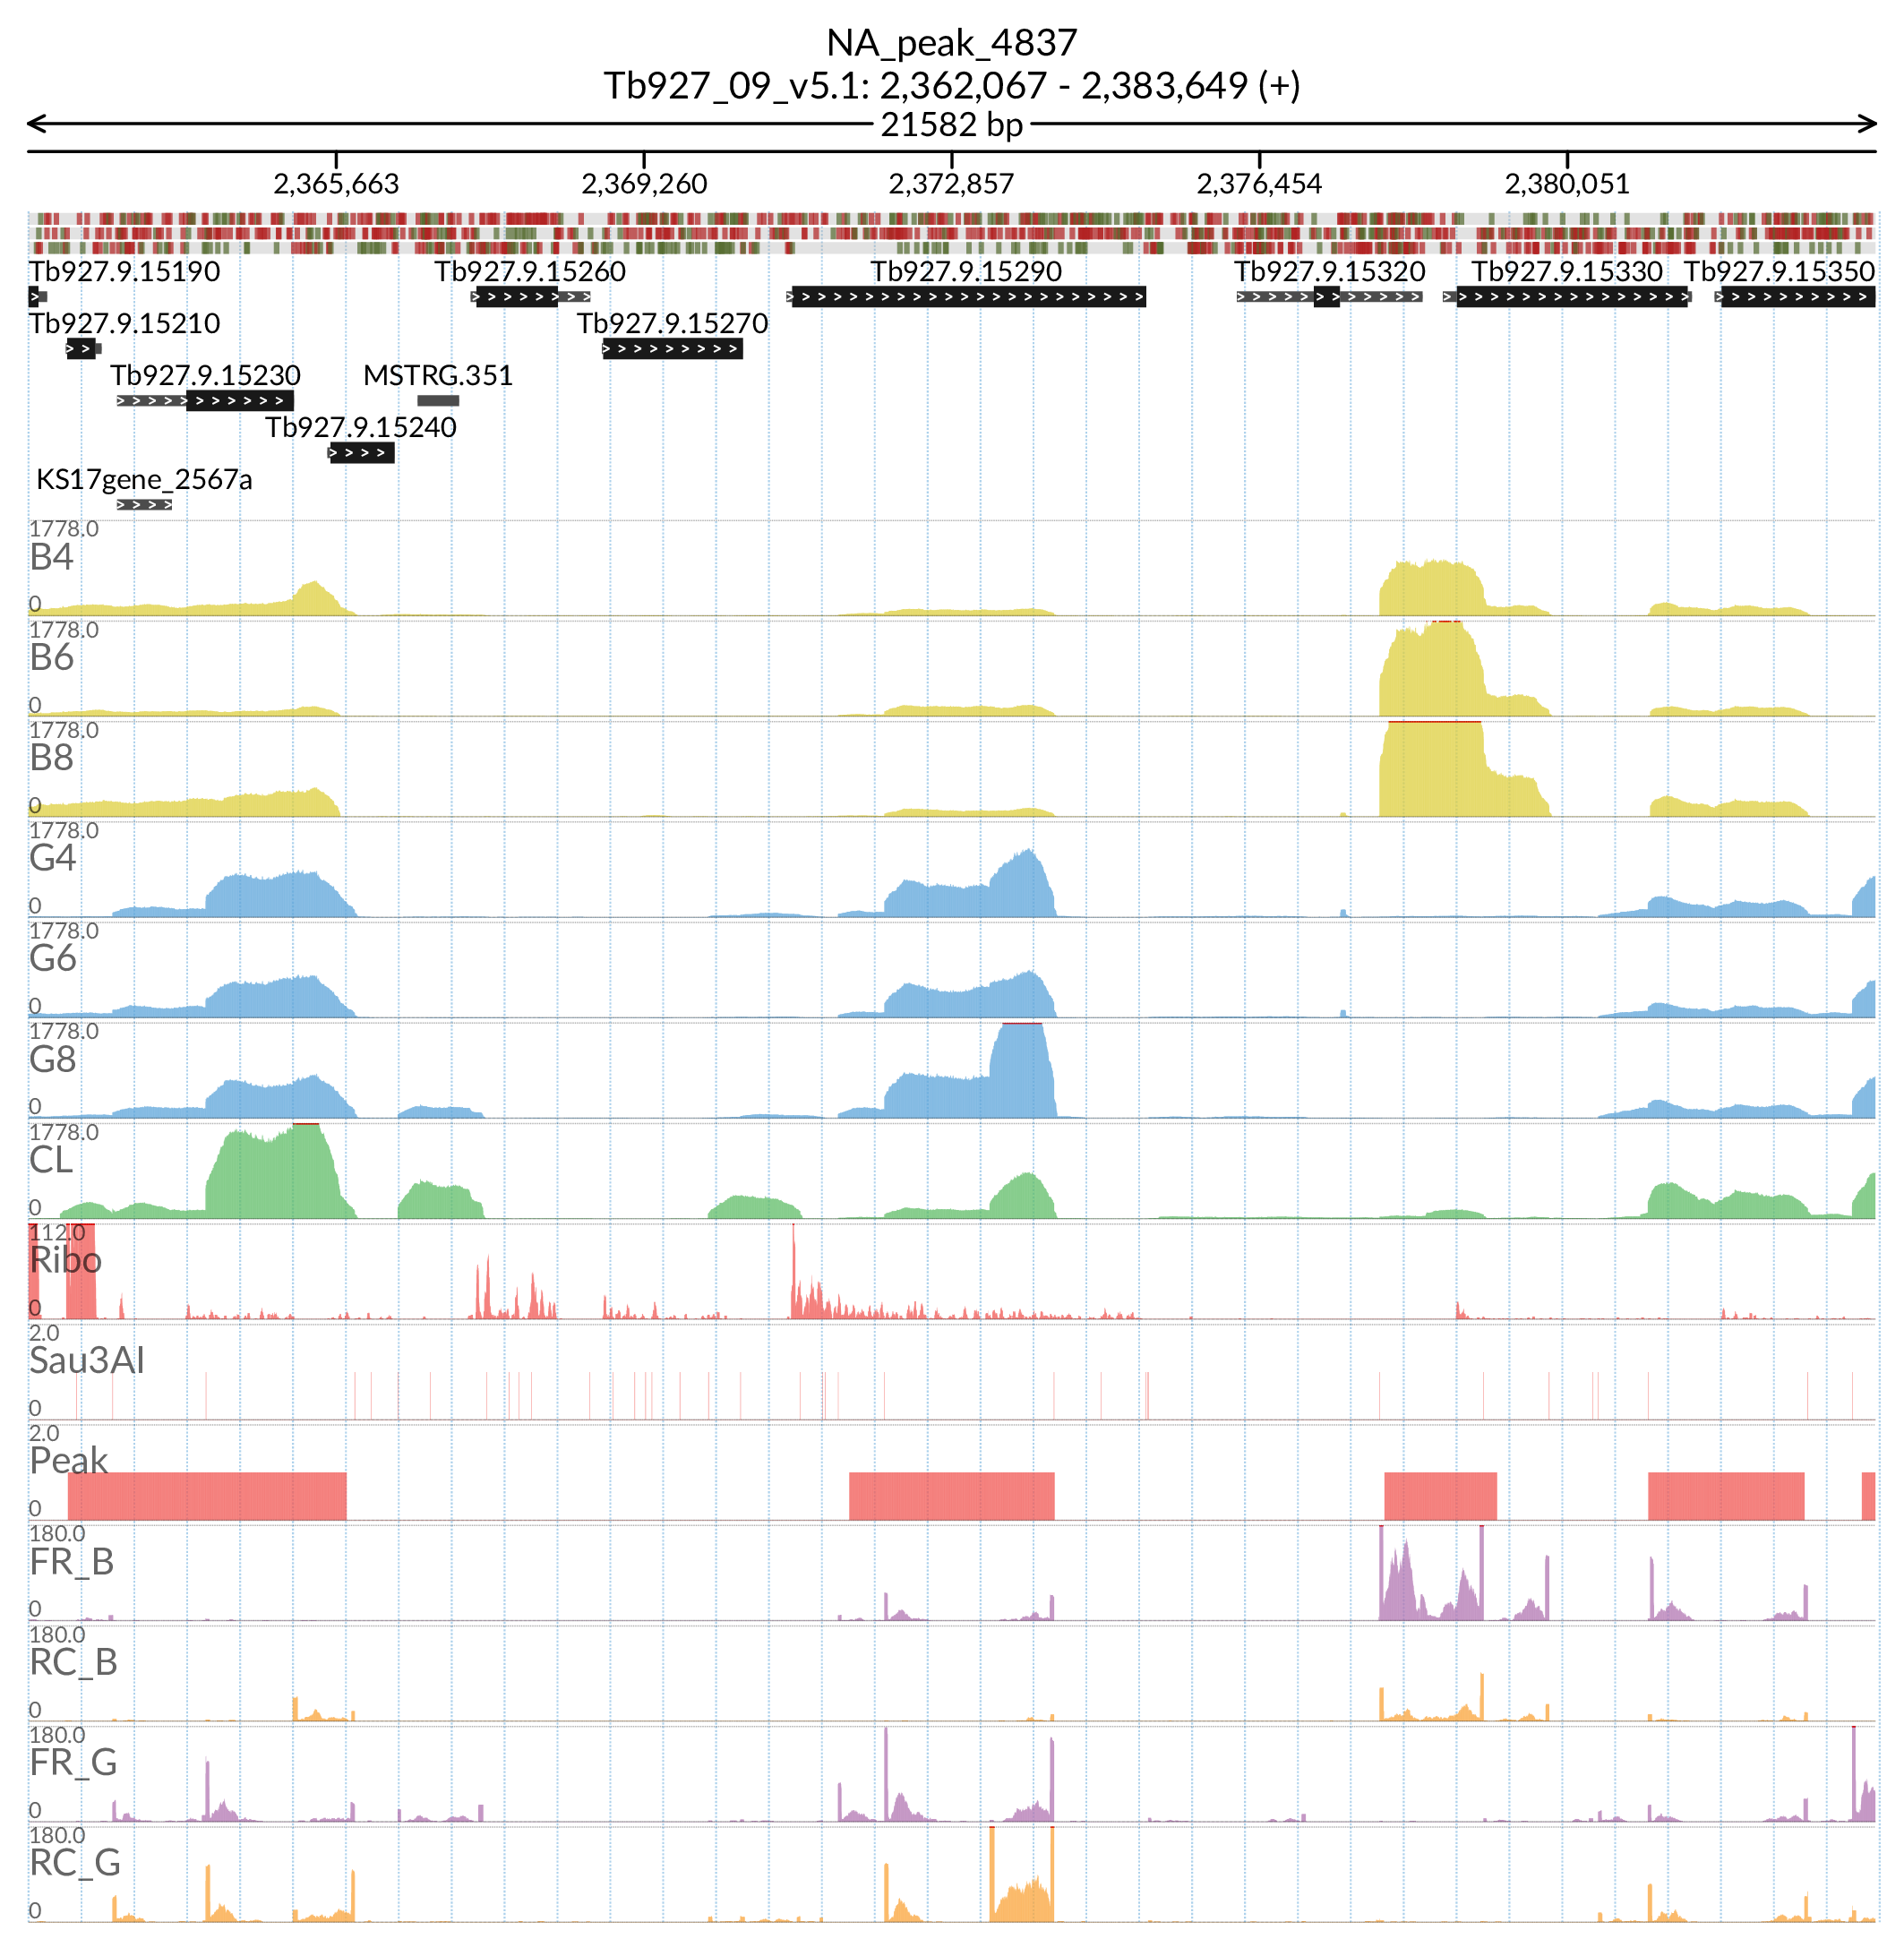 NA_peak_4837
Tb927_09_v5.1: 2,362,067 - 2,383,649 (+)
21582 bp
2,365,663 2,369,260 2,372,857 2,376,454 2,380,051
Tb927.9.15190 Tb927.9.15260 Tb927.9.15290 Tb927.9.15320 Tb927.9.15330 Tb927.9.15350
Tb927.9.15210 Tb927.9.15270
Tb927.9.15230 MSTRG.351
Tb927.9.15240
KS17gene_2567a
1778.0
B4
0
1778.0
B6
0
1778.0
B8
0
1778.0
G4
0
1778.0
G6
0
1778.0
G8
0
1778.0
CL
0
112.0
Ribo
0
2.0
Sau3AI
0
2.0
Peak
0
180.0
FR_B
0
180.0
RC_B
0
180.0
FR_G
0
180.0
RC_G
0